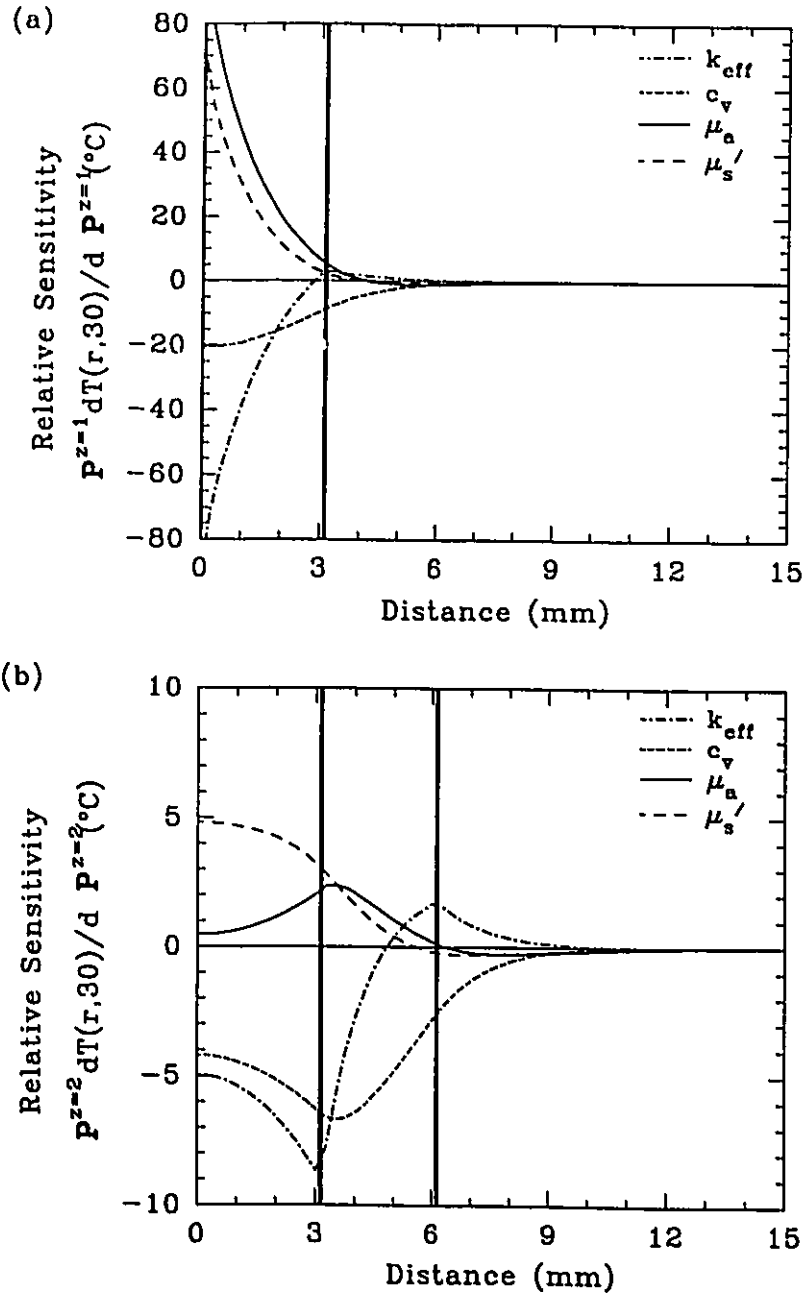 (a)
80
60
40
20
0
−20
−40
−60
−80
Relative Sensitivity
P^{z=1} dT(r,30)/d P^{z=1}(°C)
k_eff
c_v
μ_a
μ_s′
0 3 6 9 12 15
Distance (mm)
(b)
10
5
0
−5
−10
Relative Sensitivity
P^{z=2} dT(r,30)/d P^{z=2}(°C)
k_eff
c_v
μ_a
μ_s′
0 3 6 9 12 15
Distance (mm)